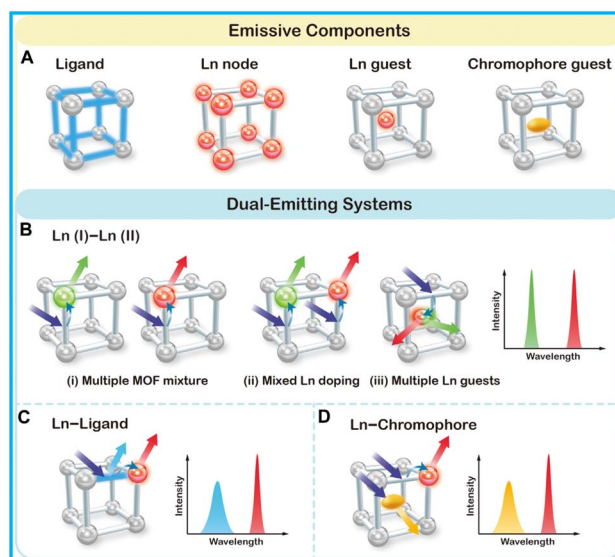 Emissive Components
A
Ligand
Ln node
Ln guest
Chromophore guest
Dual-Emitting Systems
B
Ln (I)–Ln (II)
Intensity
Wavelength
(i) Multiple MOF mixture
(ii) Mixed Ln doping
(iii) Multiple Ln guests
C
Ln–Ligand
Intensity
Wavelength
D
Ln–Chromophore
Intensity
Wavelength